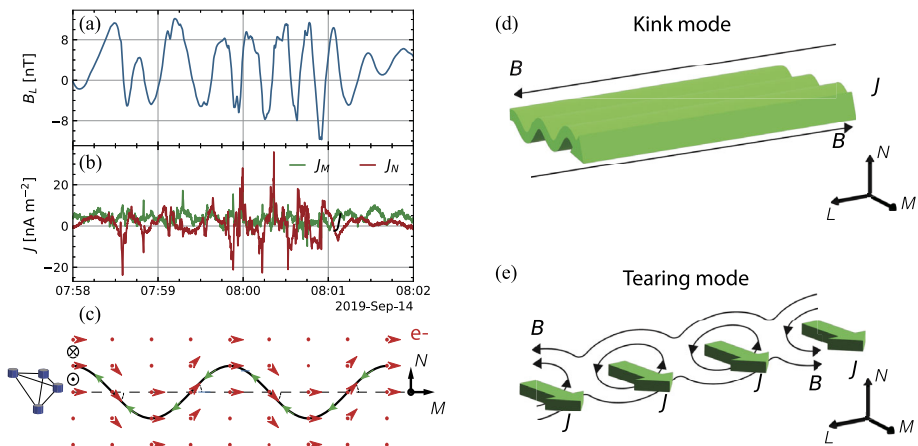 (a)
B_L [nT]
8
0
−8
(b)
J_M
J_N
J [nA m⁻²]
20
0
−20
07:58
07:59
08:00
08:01
08:02
2019-Sep-14
(c)
e-
N
M
(d)
Kink mode
B
J
B
N
L
M
(e)
Tearing mode
B
B
J
J
J
J
N
L
M